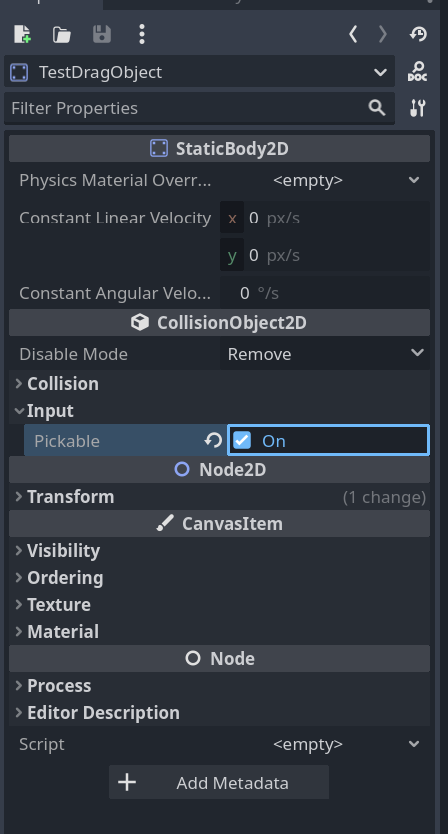 TestDragObject
DOC
Filter Properties
StaticBody2D
Physics Material Overr... <empty>
Constant Linear Velocity x 0 px/s
y 0 px/s
Constant Angular Velo... 0 °/s
CollisionObject2D
Disable Mode Remove
Collision
Input
Pickable On
Node2D
Transform (1 change)
CanvasItem
Visibility
Ordering
Texture
Material
Node
Process
Editor Description
Script <empty>
Add Metadata